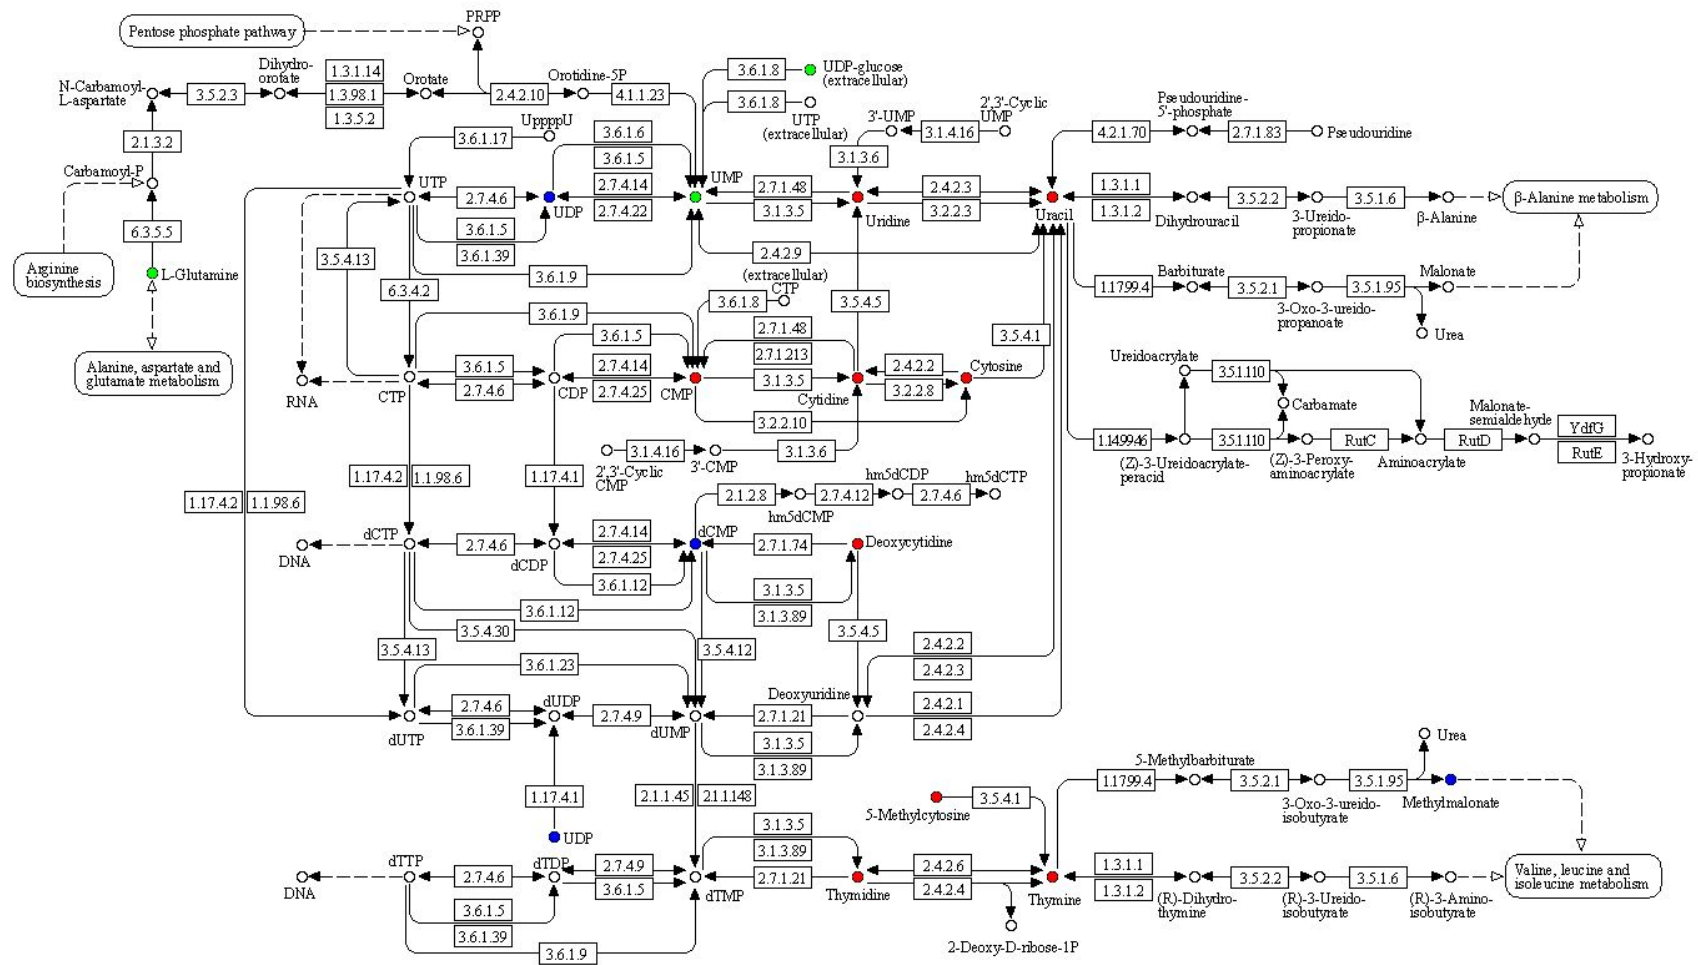 PRPP
Pentose phosphate pathway
Dihydro-
orotate
1.3.1.14
Orotate
Orotidine-5P
3.6.1.8
UDP-glucose
(extracellular)
N-Carbamoyl-
L-aspartate
3.5.2.3
1.3.98.1
2.4.2.10
4.1.1.23
1.3.5.2
3.6.1.8
UTP
(extracellular)
2',3'-Cyclic
UMP
Pseudouridine-
5'-phosphate
UppppU
3.6.1.17
3.6.1.6
3'-UMP
3.1.4.16
4.2.1.70
2.7.1.83
Pseudouridine
2.1.3.2
3.6.1.5
3.1.3.6
Carbamoyl-P
UTP
2.7.4.6
UDP
2.7.4.14
2.7.4.22
UMP
2.7.1.48
3.1.3.5
Uridine
2.4.2.3
3.2.2.3
Uracil
1.3.1.1
1.3.1.2
Dihydrouracil
3.5.2.2
3-Ureido-
propionate
3.5.1.6
β-Alanine
β-Alanine metabolism
6.3.5.5
3.6.1.5
3.6.1.39
2.4.2.9
3.5.4.13
3.6.1.9
Arginine
biosynthesis
L-Glutamine
6.3.4.2
(extracellular)
CTP
3.6.1.8
3.5.4.5
Barbiturate
1.1799.4
3.5.2.1
3-Oxo-3-ureido-
propanoate
3.5.1.95
Malonate
Urea
3.6.1.9
3.6.1.5
2.7.1.48
3.5.4.1
Alanine, aspartate and
glutamate metabolism
RNA
CTP
3.6.1.5
2.7.4.6
CDP
2.7.4.14
2.7.4.25
CMP
2.7.1.213
3.1.3.5
Cytidine
2.4.2.2
3.2.2.8
Cytosine
3.2.2.10
Ureidoacrylate
3.5.1.110
Carbamate
Malonate-
semialdehyde
YdfG
1.149946
3.5.1.110
RutC
RutD
RutE
(Z)-3-Ureidoacrylate-
peracid
(Z)-3-Peroxy-
aminoacrylate
Aminoacrylate
3-Hydroxy-
propionate
3.1.4.16
3'-CMP
3.1.3.6
2',3'-Cyclic
CMP
1.17.4.2
1.1.98.6
1.17.4.1
2.1.2.8
hm5dCMP
2.7.4.12
hm5dCDP
2.7.4.6
hm5dCTP
1.17.4.2
1.1.98.6
DNA
dCTP
2.7.4.6
dCDP
2.7.4.14
2.7.4.25
dCMP
2.7.1.74
Deoxycytidine
3.6.1.12
3.6.1.12
3.1.3.5
3.1.3.89
3.5.4.30
3.5.4.13
3.5.4.12
3.5.4.5
2.4.2.2
2.4.2.3
3.6.1.23
dUTP
2.7.4.6
3.6.1.39
dUDP
2.7.4.9
dUMP
2.7.1.21
Deoxyuridine
2.4.2.1
2.4.2.4
3.1.3.5
3.1.3.89
1.17.4.1
2.1.1.45
2.1.1.148
5-Methylcytosine
3.5.4.1
1.1799.4
5-Methylbarbiturate
3.5.2.1
3-Oxo-3-ureido-
isobutyrate
3.5.1.95
Urea
Methylmalonate
UDP
3.1.3.5
3.1.3.89
DNA
dTTP
2.7.4.6
dTDP
2.7.4.9
3.6.1.5
dTMP
2.7.1.21
Thymidine
2.4.2.6
2.4.2.4
Thymine
1.3.1.1
1.3.1.2
(R)-Dihydro-
thymine
3.5.2.2
(R)-3-Ureido-
isobutyrate
3.5.1.6
(R)-3-Amino-
isobutyrate
Valine, leucine and
isoleucine metabolism
3.6.1.5
3.6.1.39
3.6.1.9
2-Deoxy-D-ribose-1P